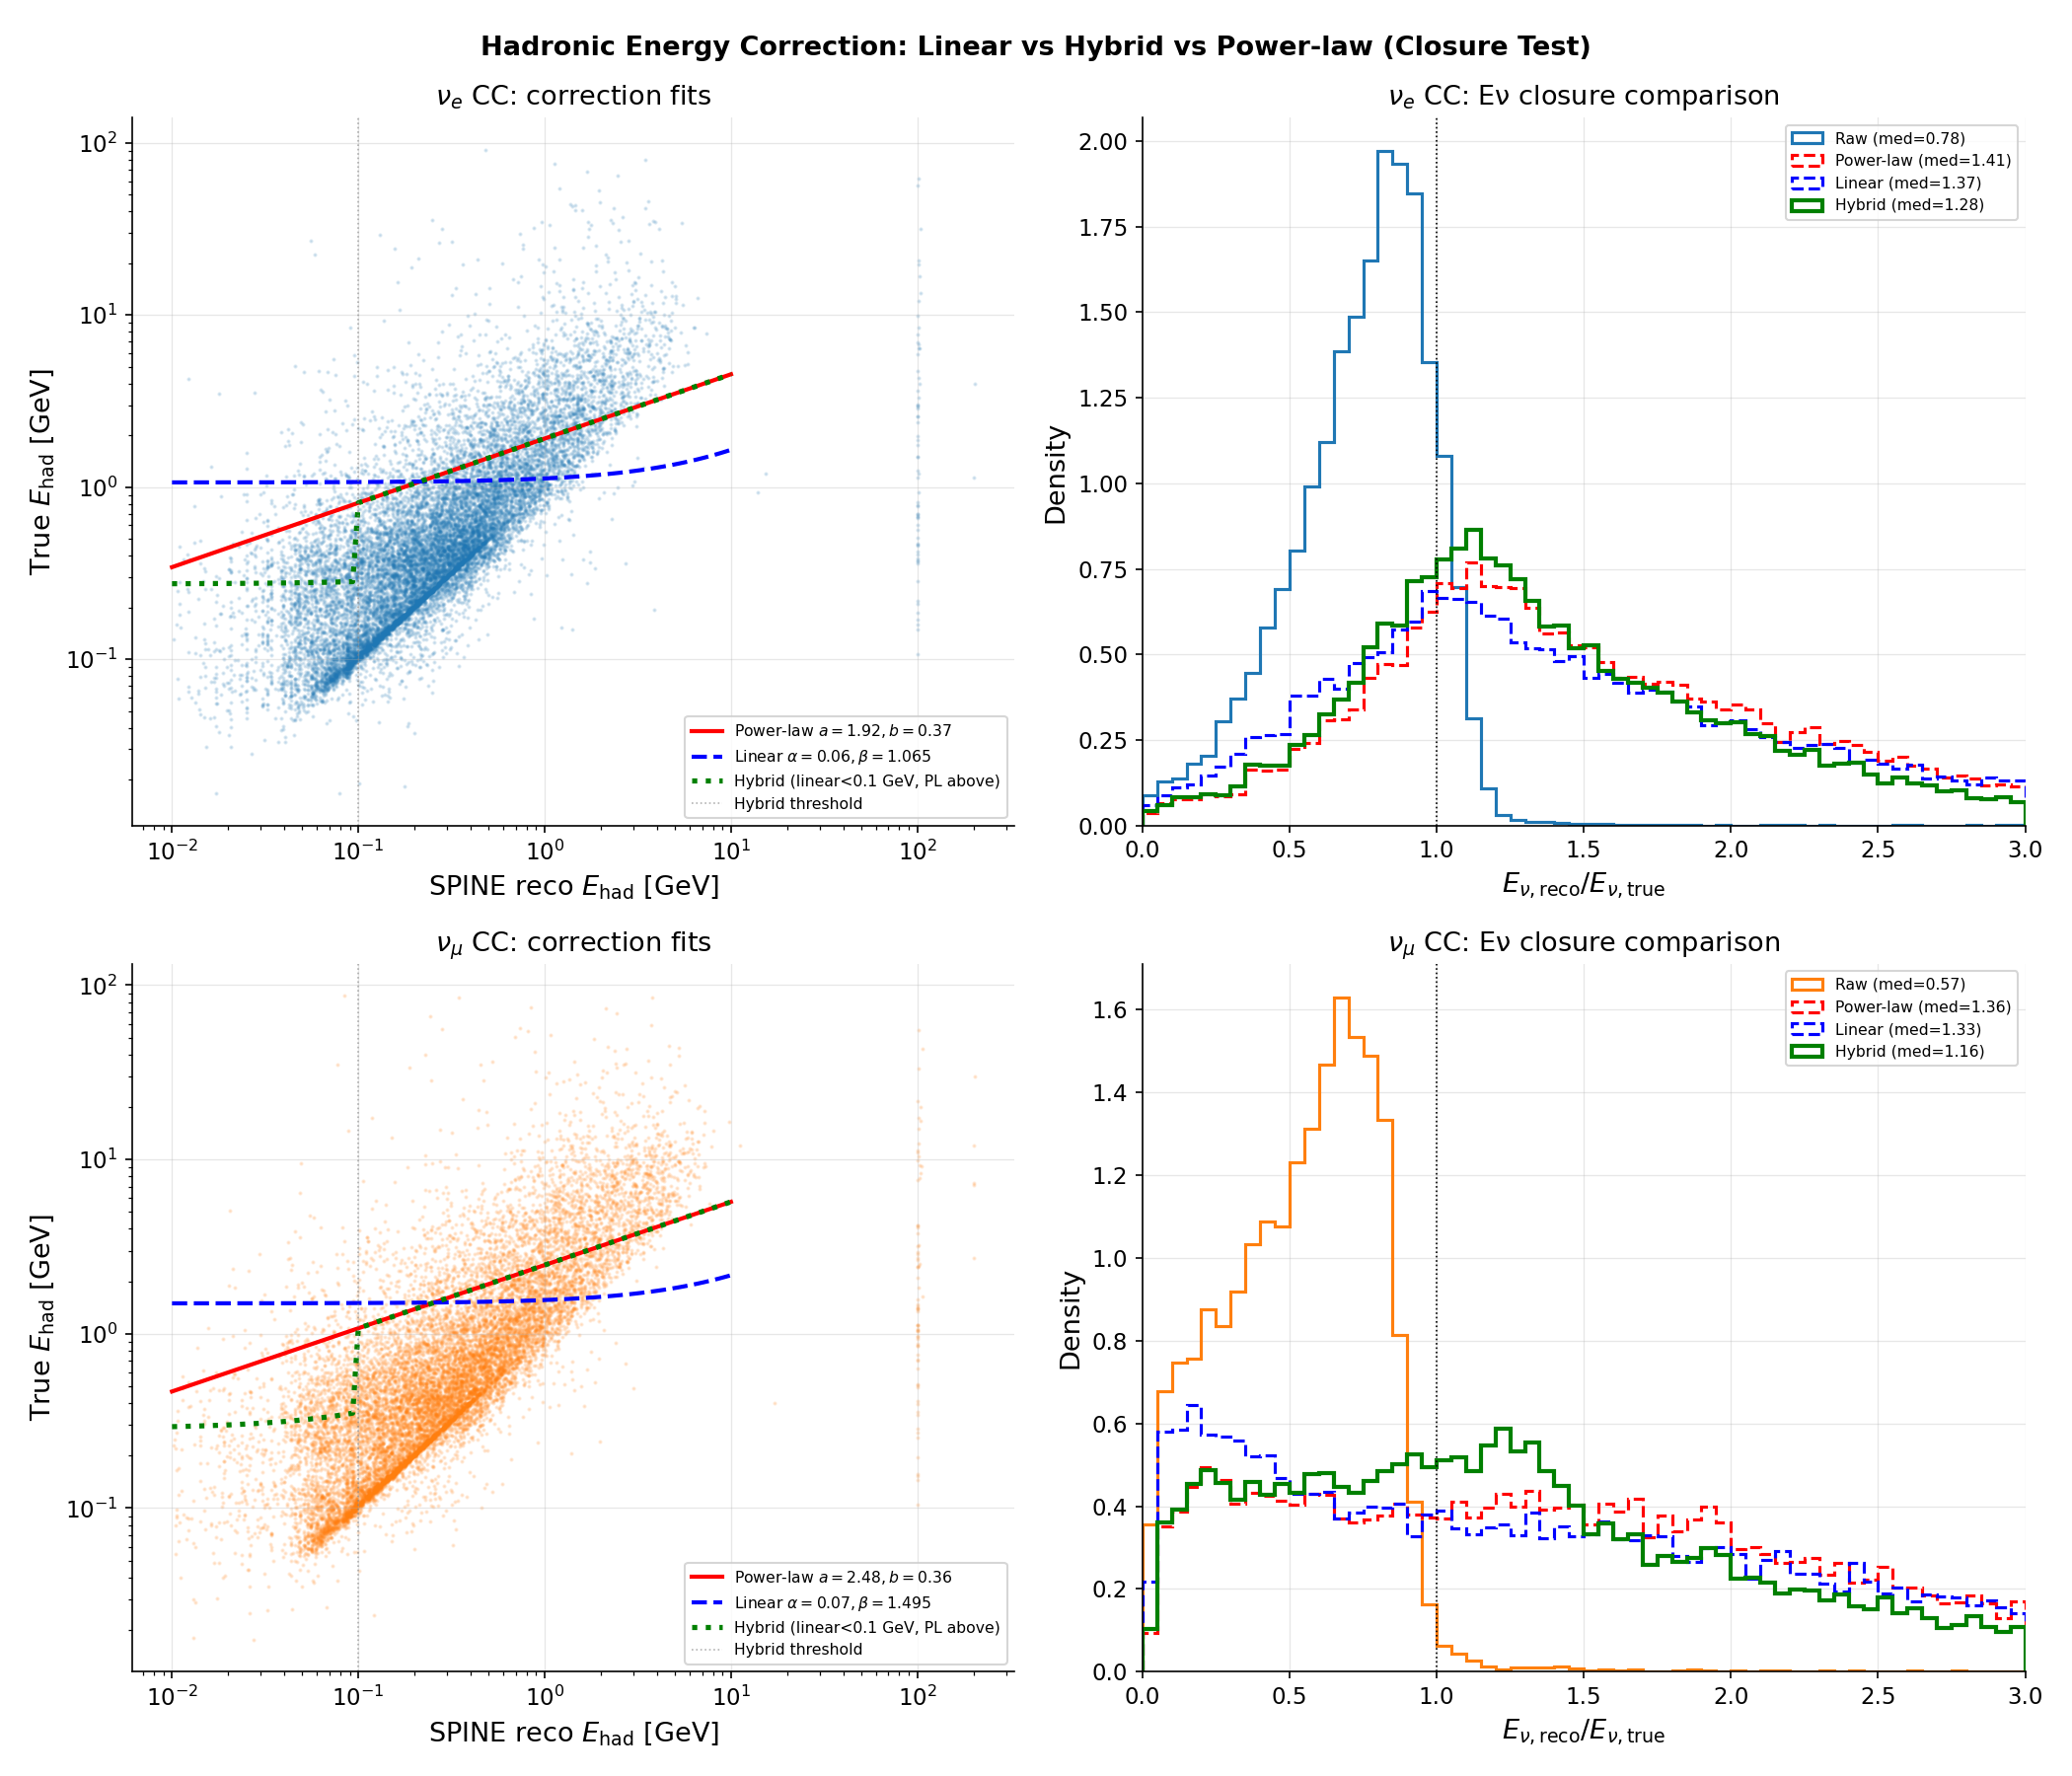 Hadronic Energy Correction: Linear vs Hybrid vs Power-law (Closure Test)
νₑ CC: correction fits
True E_had [GeV]
10²
10¹
10⁰
10⁻¹
Power-law a = 1.92, b = 0.37
Linear α = 0.06, β = 1.065
Hybrid (linear<0.1 GeV, PL above)
Hybrid threshold
10⁻² 10⁻¹ 10⁰ 10¹ 10²
SPINE reco E_had [GeV]
νₑ CC: Eν closure comparison
Density
2.00
1.75
1.50
1.25
1.00
0.75
0.50
0.25
0.00
Raw (med=0.78)
Power-law (med=1.41)
Linear (med=1.37)
Hybrid (med=1.28)
0.0 0.5 1.0 1.5 2.0 2.5 3.0
E_ν,reco/E_ν,true
ν_μ CC: correction fits
True E_had [GeV]
10²
10¹
10⁰
10⁻¹
Power-law a = 2.48, b = 0.36
Linear α = 0.07, β = 1.495
Hybrid (linear<0.1 GeV, PL above)
Hybrid threshold
10⁻² 10⁻¹ 10⁰ 10¹ 10²
SPINE reco E_had [GeV]
ν_μ CC: Eν closure comparison
Density
1.6
1.4
1.2
1.0
0.8
0.6
0.4
0.2
0.0
Raw (med=0.57)
Power-law (med=1.36)
Linear (med=1.33)
Hybrid (med=1.16)
0.0 0.5 1.0 1.5 2.0 2.5 3.0
E_ν,reco/E_ν,true